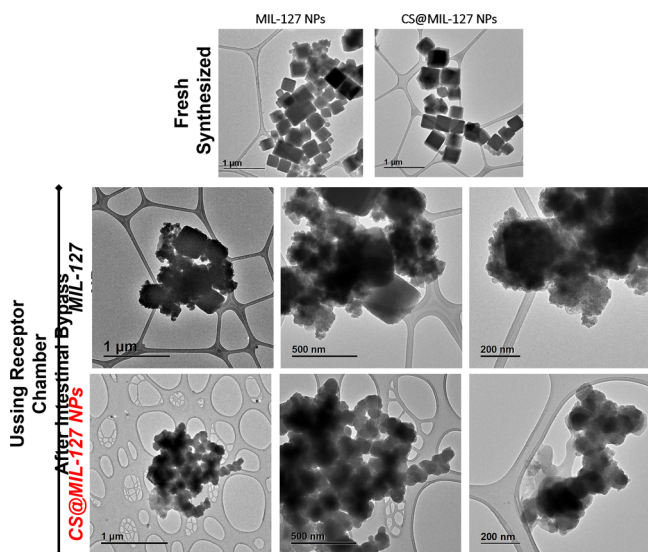 MIL-127 NPs
CS@MIL-127 NPs
Fresh
Synthesized
1 µm
1 µm
Ussing Receptor
Chamber
After Intestinal Bypass
MIL-127
1 µm
500 nm
200 nm
CS@MIL-127 NPs
1 µm
500 nm
200 nm